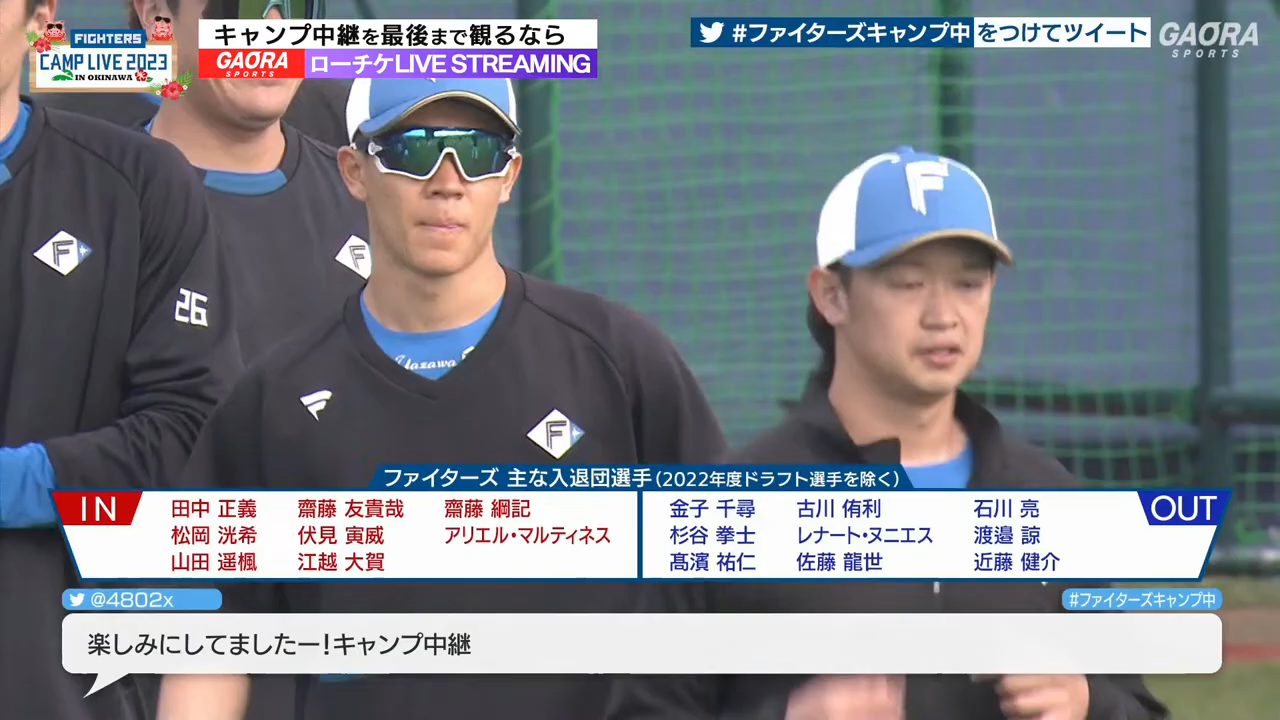 FIGHTERS
CAMP LIVE 2023
IN OKINAWA
キャンプ中継を最後まで観るなら
GAORA
SPORTS
ローチケLIVE STREAMING
#ファイターズキャンプ中をつけてツイート
GAORA
SPORTS
F
F
F
26
Yazawa
F
ファイターズ 主な入退団選手(2022年度ドラフト選手を除く)
IN
田中 正義 齋藤 友貴哉 齋藤 綱記
松岡 洸希 伏見 寅威 アリエル・マルティネス
山田 遥楓 江越 大賀
金子 千尋 古川 侑利 石川 亮
杉谷 拳士 レナート・ヌニエス 渡邉 諒
髙濱 祐仁 佐藤 龍世 近藤 健介
OUT
@4802x
#ファイターズキャンプ中
楽しみにしてましたー!キャンプ中継